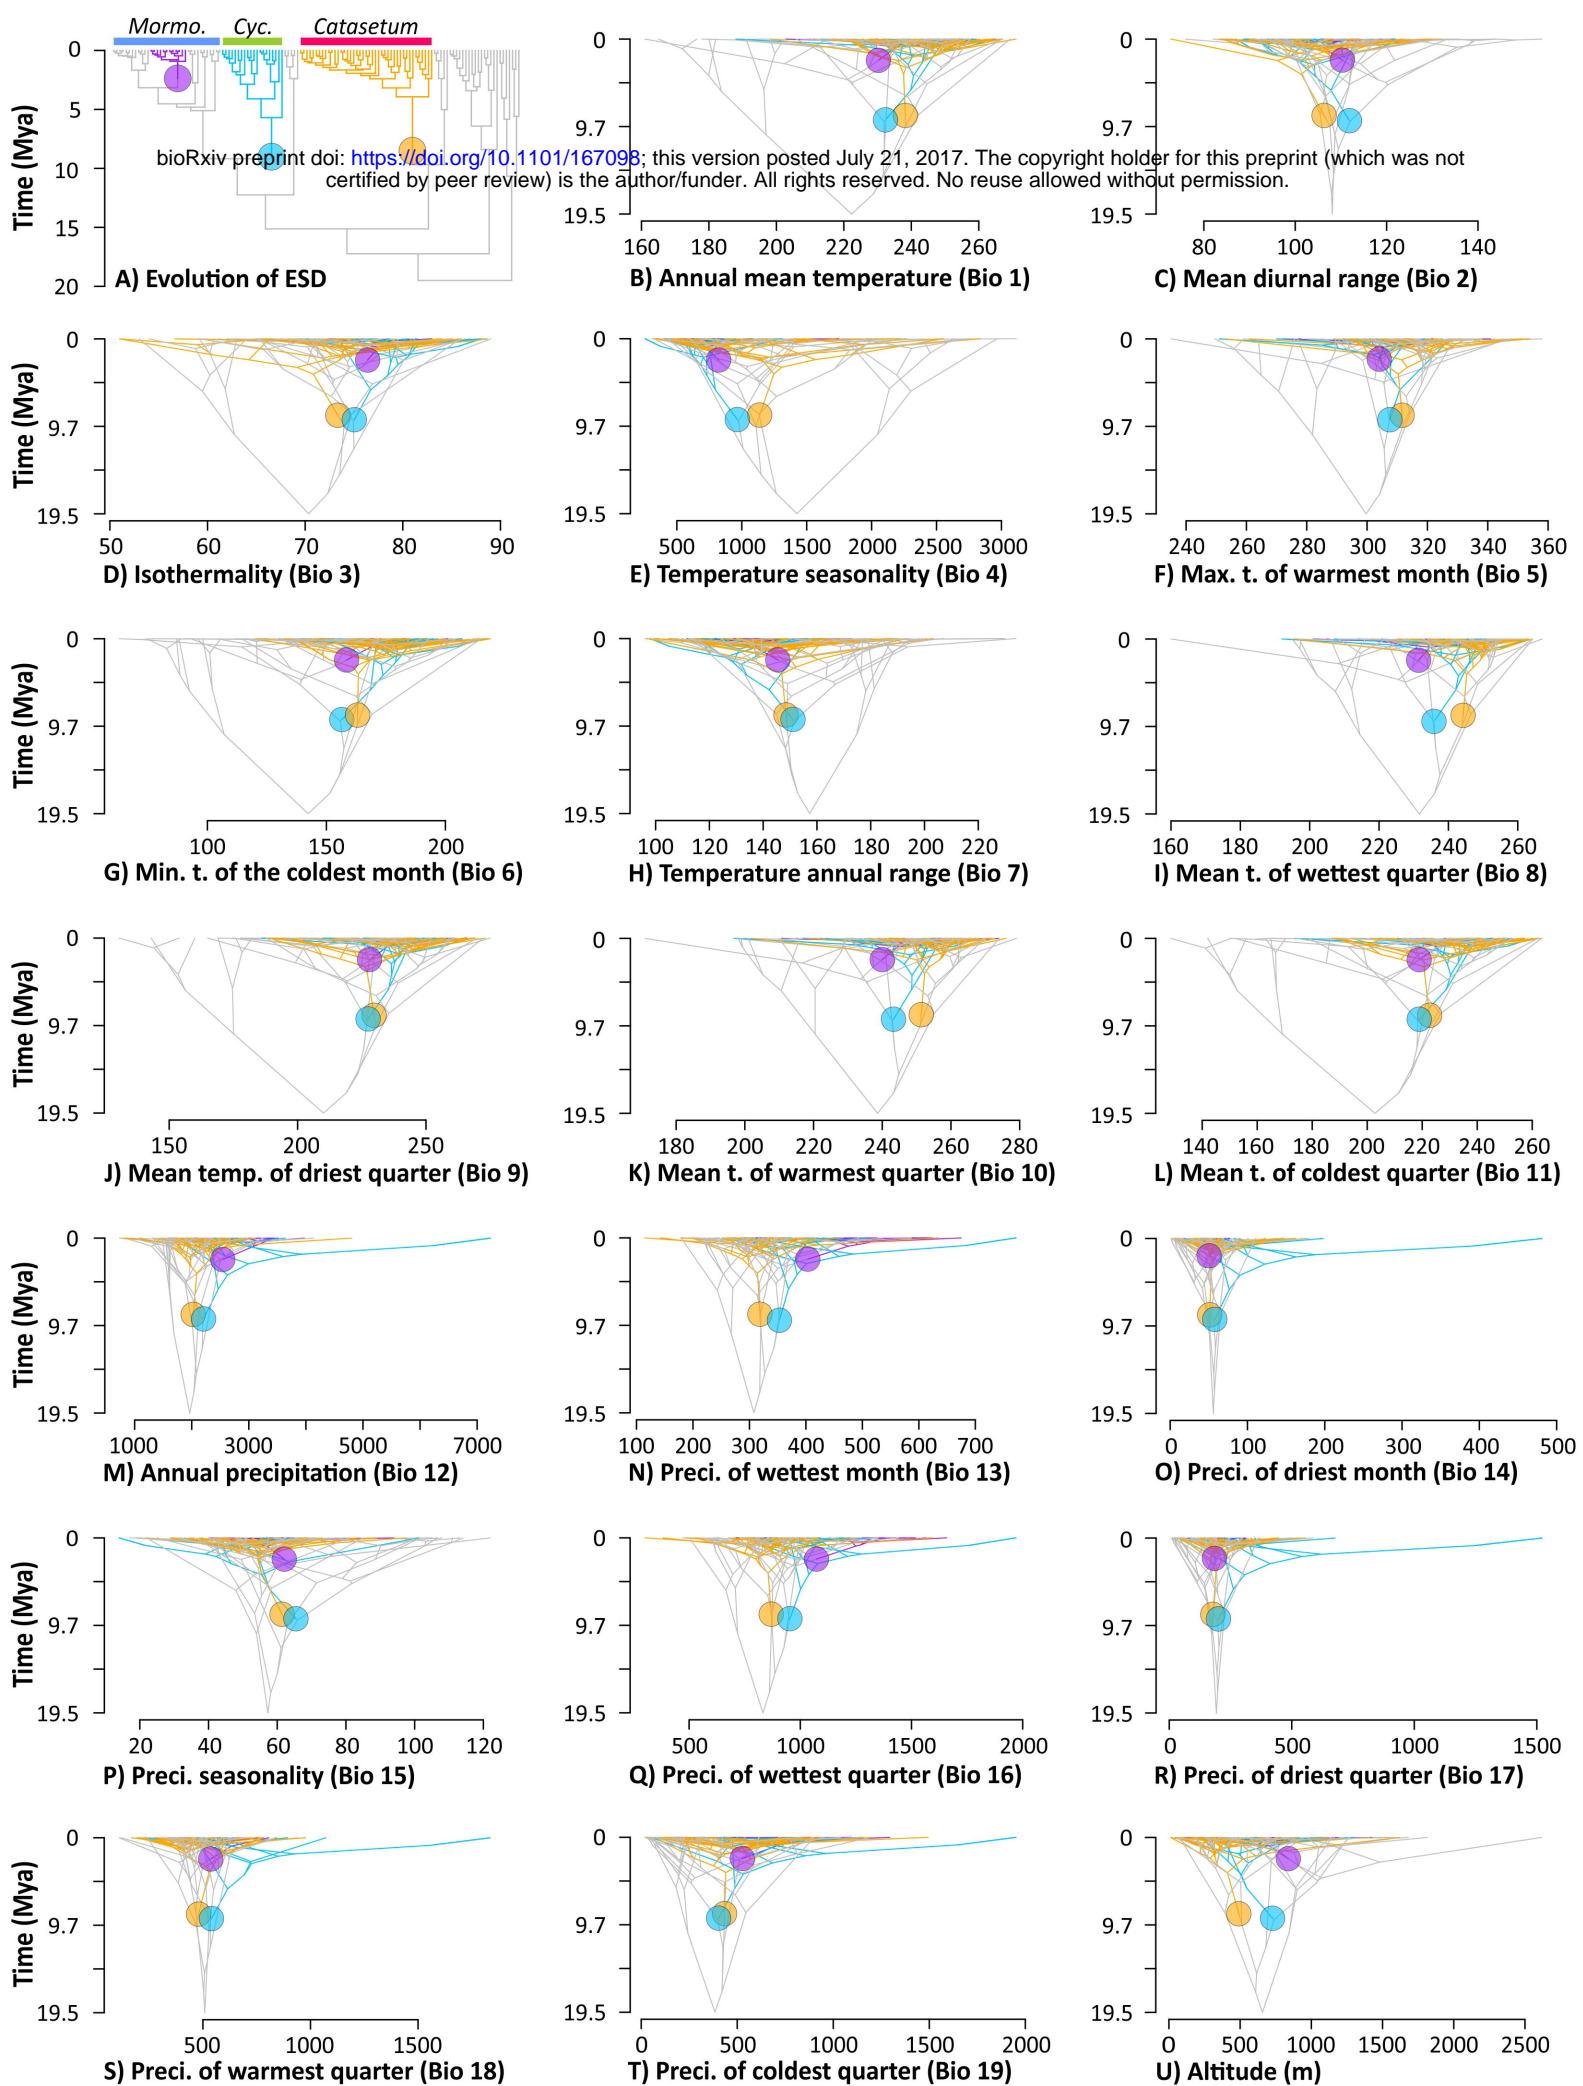 Mormo. Cyc. Catasetum
Time (Mya)
0
5
10
15
20
A) Evolution of ESD
0
9.7
19.5
160 180 200 220 240 260
B) Annual mean temperature (Bio 1)
0
9.7
19.5
80 100 120 140
C) Mean diurnal range (Bio 2)
bioRxiv preprint doi: https://doi.org/10.1101/167098; this version posted July 21, 2017. The copyright holder for this preprint (which was not
certified by peer review) is the author/funder. All rights reserved. No reuse allowed without permission.
Time (Mya)
0
9.7
19.5
50 60 70 80 90
D) Isothermality (Bio 3)
0
9.7
19.5
500 1000 1500 2000 2500 3000
E) Temperature seasonality (Bio 4)
0
9.7
19.5
240 260 280 300 320 340 360
F) Max. t. of warmest month (Bio 5)
Time (Mya)
0
9.7
19.5
100 150 200
G) Min. t. of the coldest month (Bio 6)
0
9.7
19.5
100 120 140 160 180 200 220
H) Temperature annual range (Bio 7)
0
9.7
19.5
160 180 200 220 240 260
I) Mean t. of wettest quarter (Bio 8)
Time (Mya)
0
9.7
19.5
150 200 250
J) Mean temp. of driest quarter (Bio 9)
0
9.7
19.5
180 200 220 240 260 280
K) Mean t. of warmest quarter (Bio 10)
0
9.7
19.5
140 160 180 200 220 240 260
L) Mean t. of coldest quarter (Bio 11)
Time (Mya)
0
9.7
19.5
1000 3000 5000 7000
M) Annual precipitation (Bio 12)
0
9.7
19.5
100 200 300 400 500 600 700
N) Preci. of wettest month (Bio 13)
0
9.7
19.5
0 100 200 300 400 500
O) Preci. of driest month (Bio 14)
Time (Mya)
0
9.7
19.5
20 40 60 80 100 120
P) Preci. seasonality (Bio 15)
0
9.7
19.5
500 1000 1500 2000
Q) Preci. of wettest quarter (Bio 16)
0
9.7
19.5
0 500 1000 1500
R) Preci. of driest quarter (Bio 17)
Time (Mya)
0
9.7
19.5
500 1000 1500
S) Preci. of warmest quarter (Bio 18)
0
9.7
19.5
0 500 1000 1500 2000
T) Preci. of coldest quarter (Bio 19)
0
9.7
19.5
0 500 1000 1500 2000 2500
U) Altitude (m)